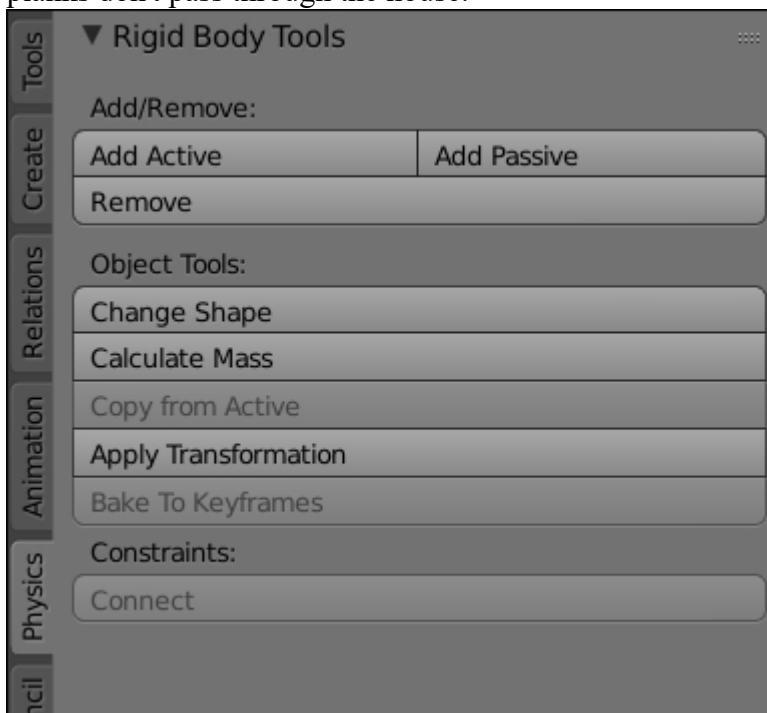 Tools
Create
Relations
Animation
Physics
Rigid Body Tools
Add/Remove:
Add Active Add Passive
Remove
Object Tools:
Change Shape
Calculate Mass
Copy from Active
Apply Transformation
Bake To Keyframes
Constraints:
Connect